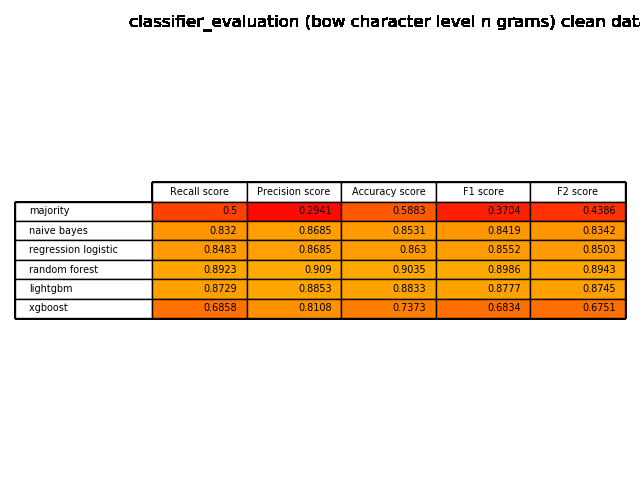 classifier_evaluation (bow character level n grams) clean dat
Recall score Precision score Accuracy score F1 score F2 score
majority 0.5 0.2941 0.5883 0.3704 0.4386
naive bayes 0.832 0.8685 0.8531 0.8419 0.8342
regression logistic 0.8483 0.8685 0.863 0.8552 0.8503
random forest 0.8923 0.909 0.9035 0.8986 0.8943
lightgbm 0.8729 0.8853 0.8833 0.8777 0.8745
xgboost 0.6858 0.8108 0.7373 0.6834 0.6751